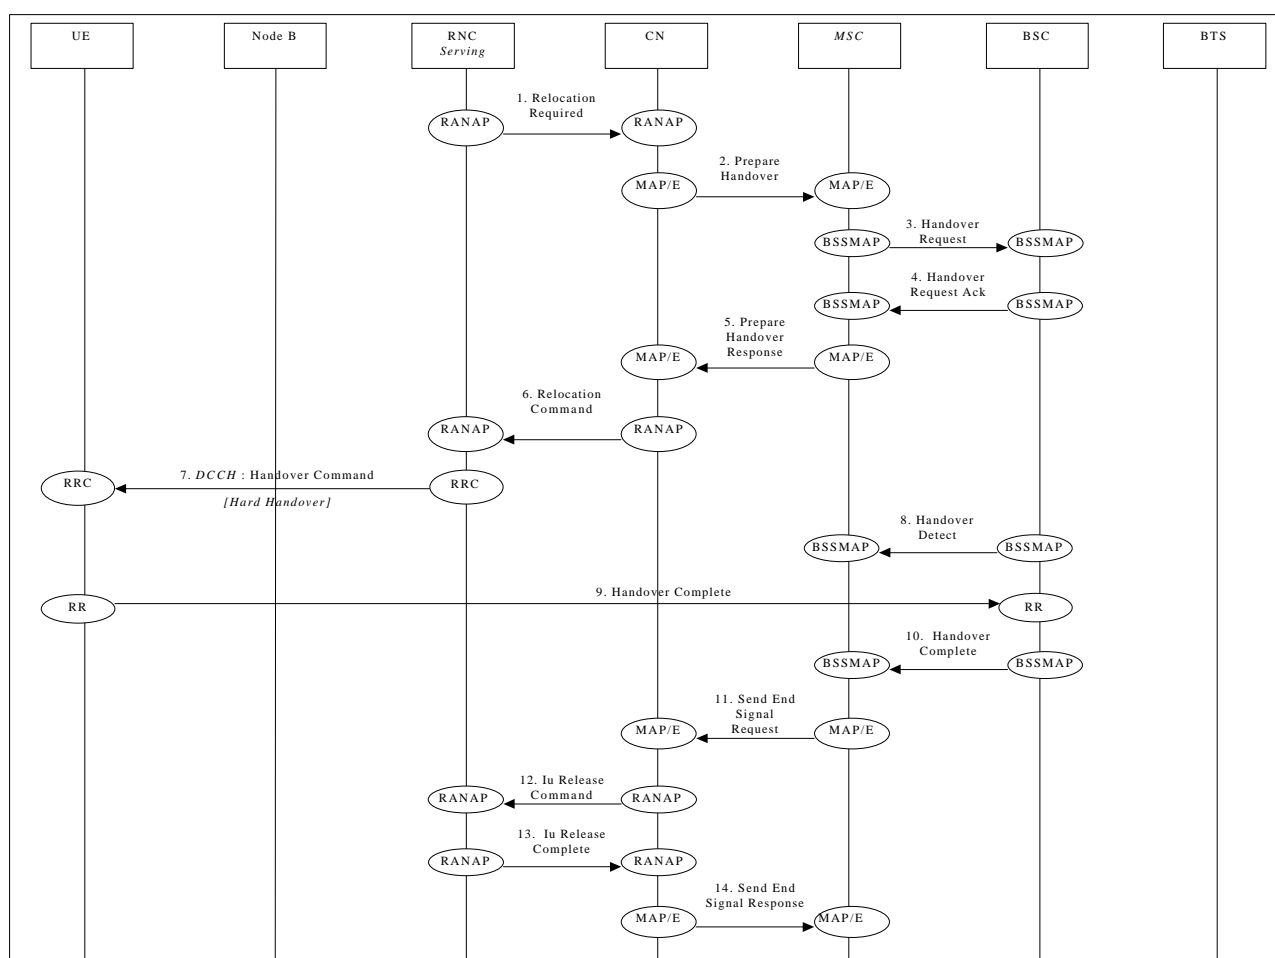 UE
Node B
RNC
Serving
CN
MSC
BSC
BTS
1. Relocation
Required
RANAP
RANAP
2. Prepare
Handover
MAP/E
MAP/E
3. Handover
Request
BSSMAP
BSSMAP
4. Handover
Request Ack
BSSMAP
BSSMAP
5. Prepare
Handover
Response
MAP/E
MAP/E
6. Relocation
Command
RANAP
RANAP
7. DCCH : Handover Command
RRC
RRC
[Hard Handover]
8. Handover
Detect
BSSMAP
BSSMAP
9. Handover Complete
RR
RR
10. Handover
Complete
BSSMAP
BSSMAP
11. Send End
Signal
Request
MAP/E
MAP/E
12. Iu Release
Command
RANAP
RANAP
13. Iu Release
Complete
RANAP
RANAP
14. Send End
Signal Response
MAP/E
MAP/E